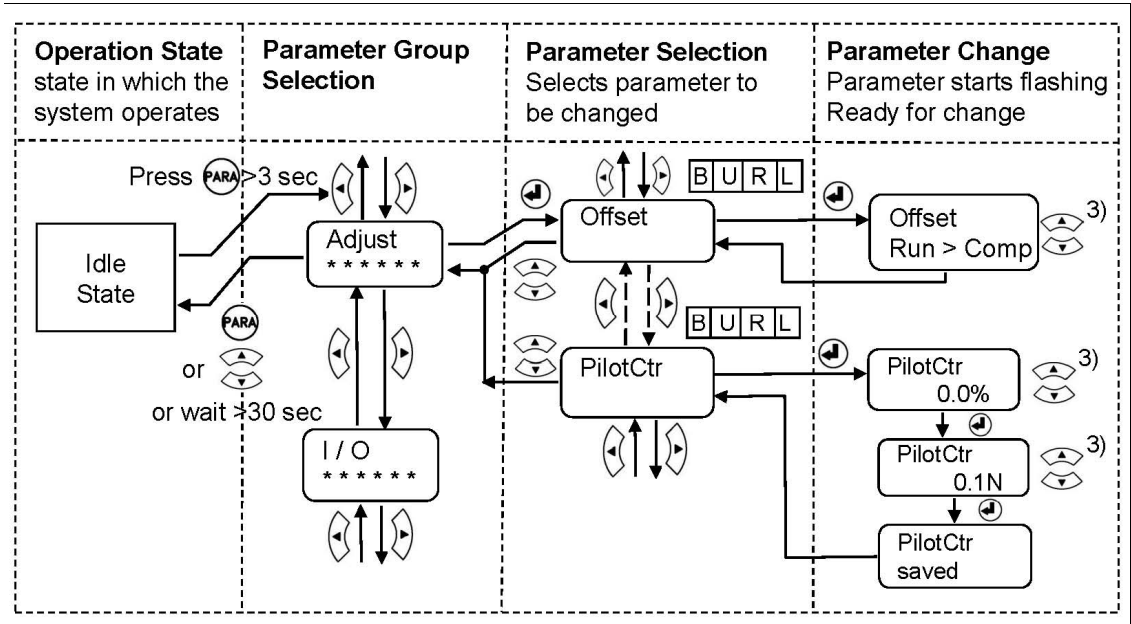 Operation State
state in which the
system operates
Parameter Group
Selection
Parameter Selection
Selects parameter to
be changed
Parameter Change
Parameter starts flashing
Ready for change
Press PARA >3 sec
Idle
State
PARA
or
or wait >30 sec
Adjust
* * * * * *
I / O
* * * * * *
B U R L
Offset
B U R L
PilotCtr
Offset
Run > Comp
3)
PilotCtr
0.0%
3)
PilotCtr
0.1N
3)
PilotCtr
saved